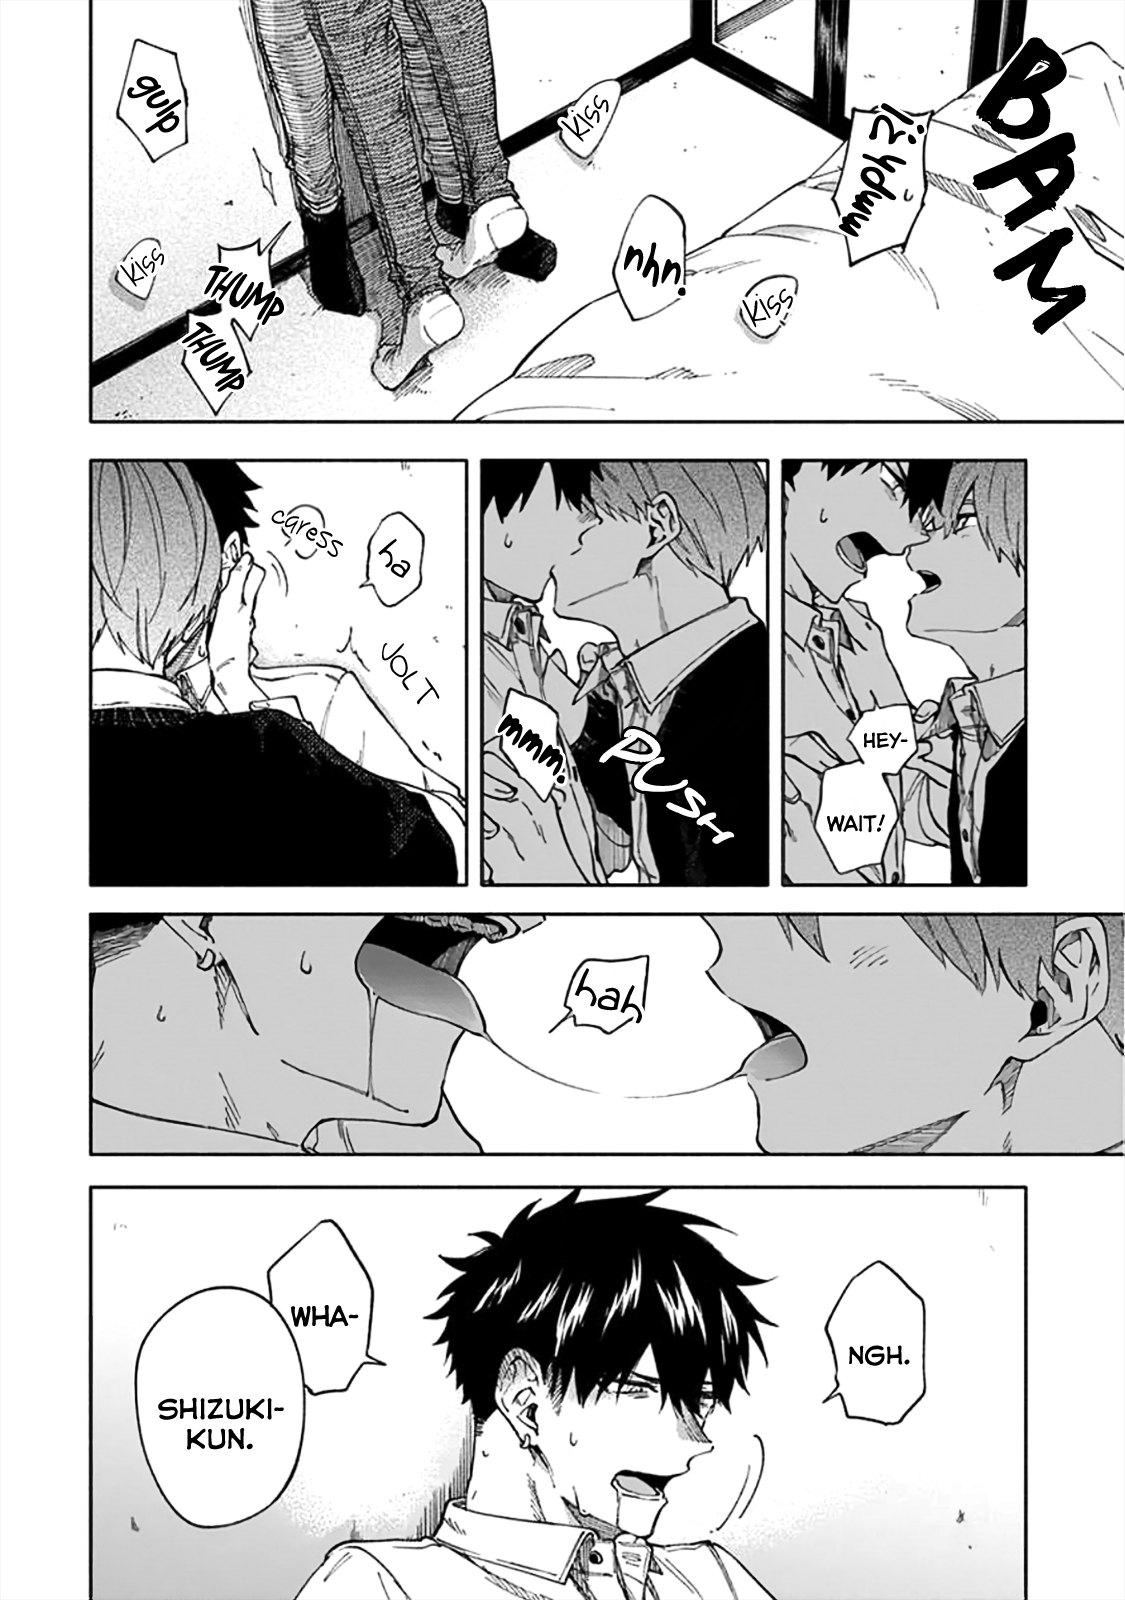 BAM
mmph?!
kiss
nhn.
kiss
gulp
kiss
THUMP
THUMP
HEY-
WAIT!
mmm.
PUSH
ha
caress
JOLT
hah
NGH.
WHA-
SHIZUKI-
KUN.